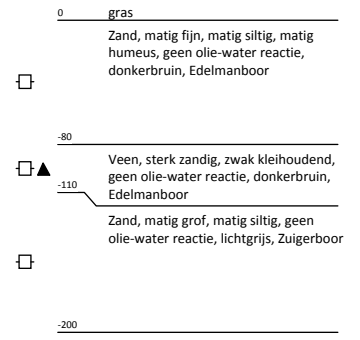 0 gras
Zand, matig fijn, matig siltig, matig
humeus, geen olie-water reactie,
donkerbruin, Edelmanboor
-80
Veen, sterk zandig, zwak kleihoudend,
geen olie-water reactie, donkerbruin,
Edelmanboor
-110
Zand, matig grof, matig siltig, geen
olie-water reactie, lichtgrijs, Zuigerboor
-200